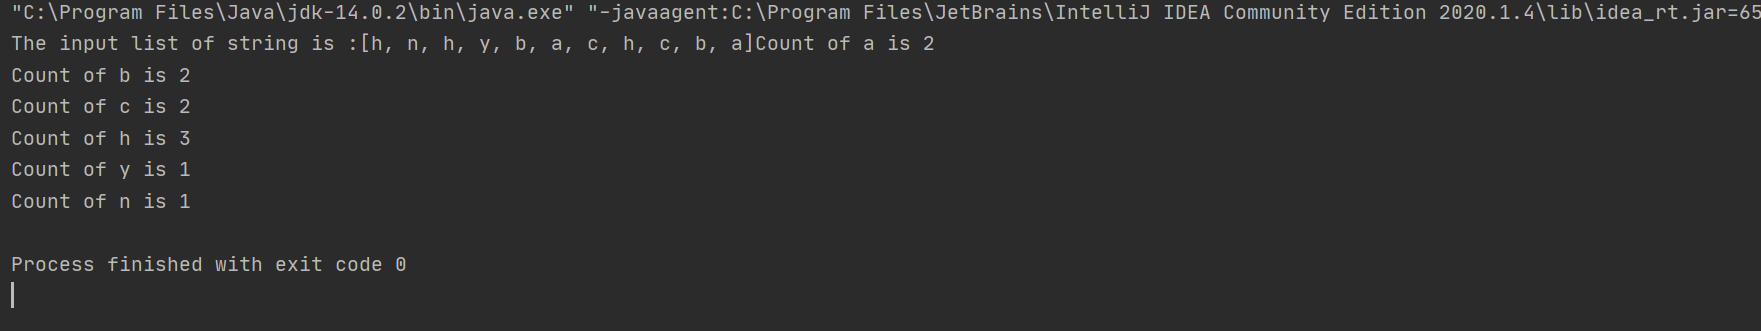 "C:\Program Files\Java\jdk-14.0.2\bin\java.exe" "-javaagent:C:\Program Files\JetBrains\IntelliJ IDEA Community Edition 2020.1.4\lib\idea_rt.jar=65
The input list of string is :[h, n, h, y, b, a, c, h, c, b, a]Count of a is 2
Count of b is 2
Count of c is 2
Count of h is 3
Count of y is 1
Count of n is 1
Process finished with exit code 0